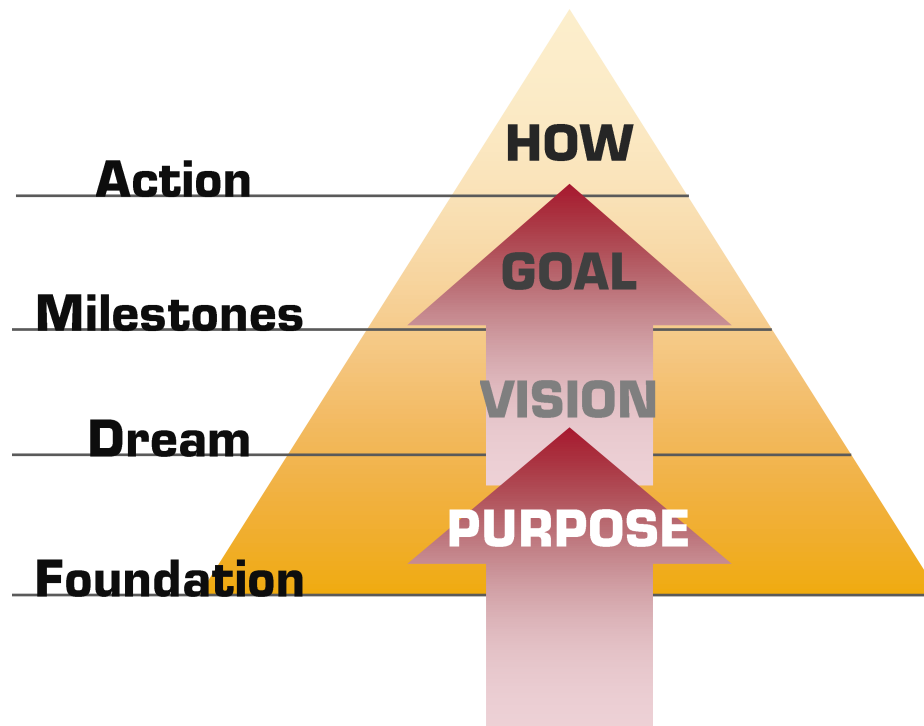 HOW
Action
GOAL
Milestones
VISION
Dream
PURPOSE
Foundation